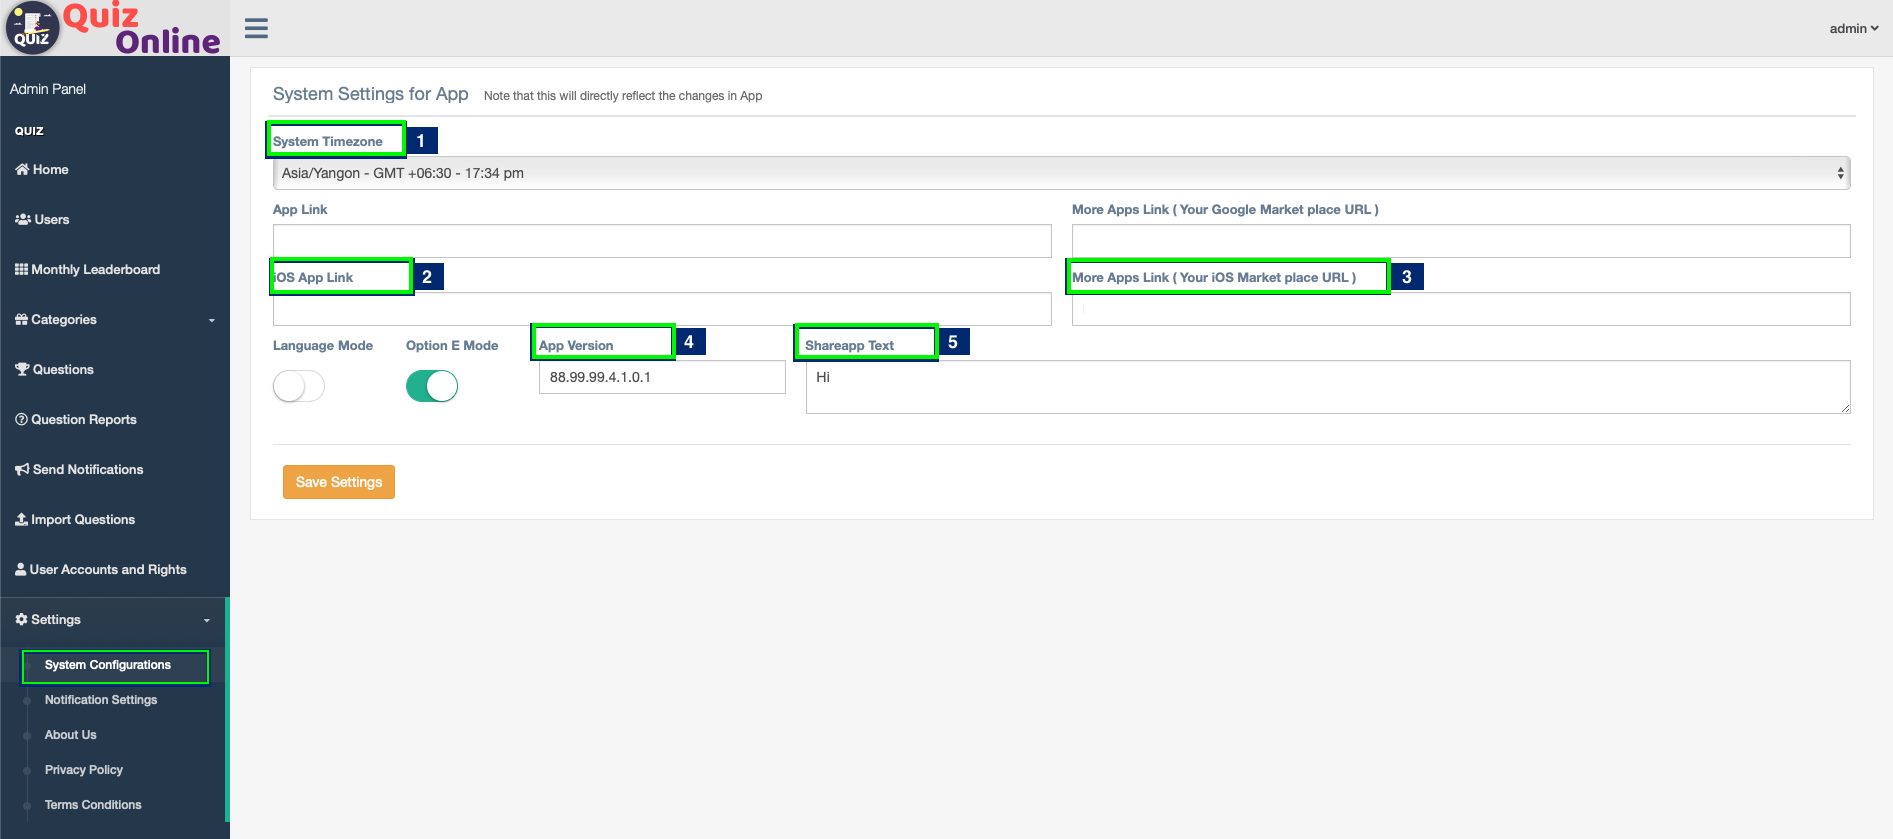 QUIZ
Quiz
Online
admin
Admin Panel
QUIZ
Home
Users
Monthly Leaderboard
Categories
Questions
Question Reports
Send Notifications
Import Questions
User Accounts and Rights
Settings
System Configurations
Notification Settings
About Us
Privacy Policy
Terms Conditions
System Settings for App Note that this will directly reflect the changes in App
System Timezone 1
Asia/Yangon - GMT +06:30 - 17:34 pm
App Link
More Apps Link ( Your Google Market place URL )
iOS App Link 2
More Apps Link ( Your iOS Market place URL ) 3
Language Mode
Option E Mode
App Version 4
Shareapp Text 5
88.99.99.4.1.0.1
Hi
Save Settings